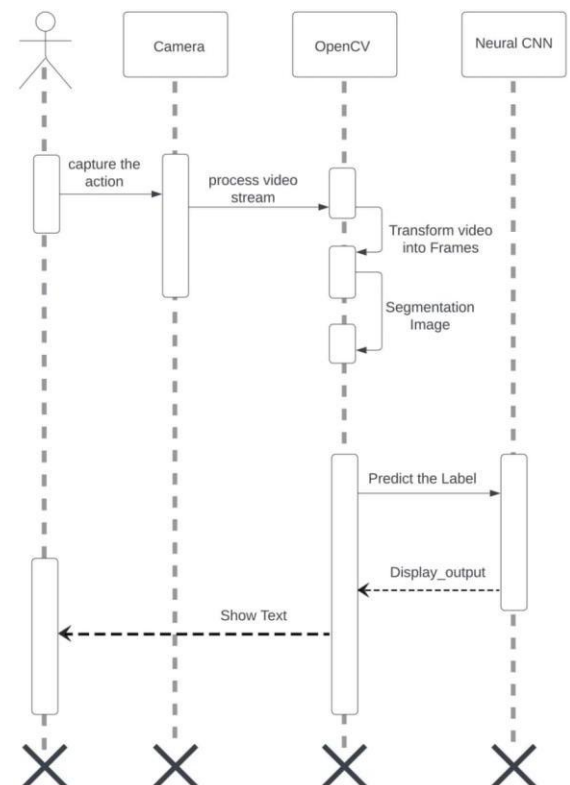 Camera
OpenCV
Neural CNN
capture the
action
process video
stream
Transform video
into Frames
Segmentation
Image
Predict the Label
Display_output
Show Text